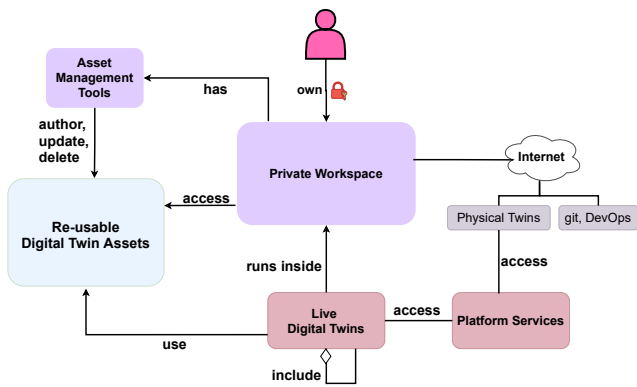 Asset
Management
Tools
has
own
author,
update,
delete
Private Workspace
Internet
access
Re-usable
Digital Twin Assets
Physical Twins
git, DevOps
runs inside
access
Live
Digital Twins
access
Platform Services
use
include